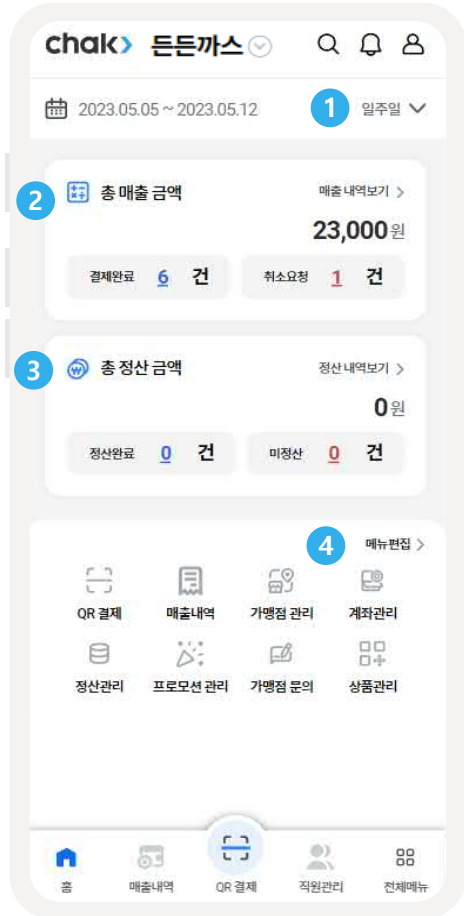 chak 든든까스
2023.05.05 ~ 2023.05.12 1 일주일
2 총 매출 금액 매출 내역보기 >
23,000원
결제완료 6 건 취소요청 1 건
3 총 정산 금액 정산 내역보기 >
0원
정산완료 0 건 미정산 0 건
4 메뉴편집 >
QR 결제 매출내역 가맹점 관리 계좌관리
정산관리 프로모션 관리 가맹점 문의 상품관리
홈 매출내역 QR 결제 직원관리 전체메뉴